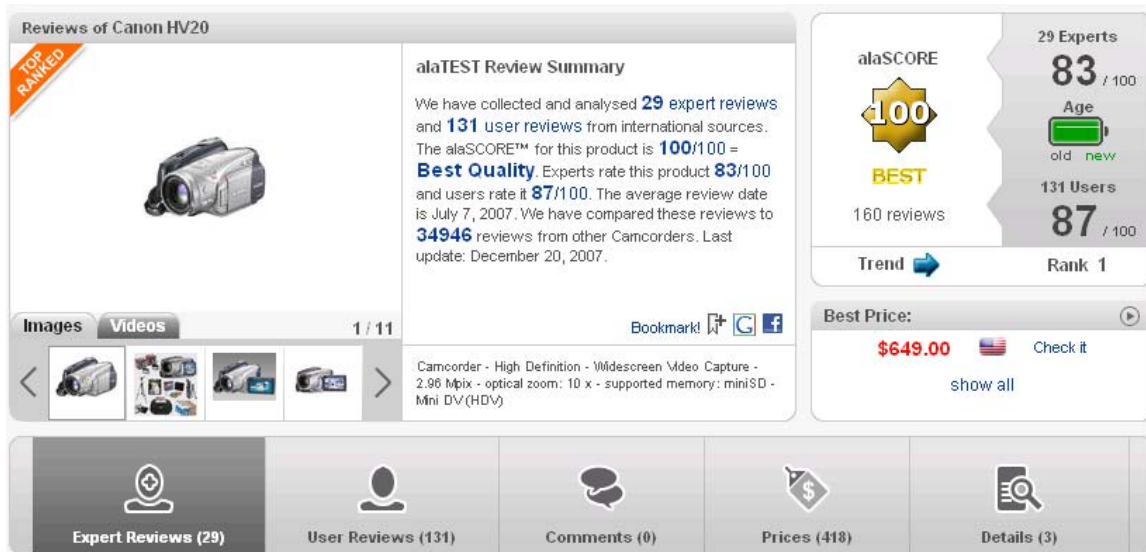 Reviews of Canon HV20
TOP
RANKED
alaTEST Review Summary
We have collected and analysed 29 expert reviews
and 131 user reviews from international sources.
The alaSCORE™ for this product is 100/100 =
Best Quality. Experts rate this product 83/100
and users rate it 87/100. The average review date
is July 7, 2007. We have compared these reviews to
34946 reviews from other Camcorders. Last
update: December 20, 2007.
Bookmark!
G
f
Images
Videos
1 / 11
Camcorder - High Definition - Widescreen Video Capture -
2.96 Mpix - optical zoom: 10 x - supported memory: miniSD -
Mini DV (HDV)
alaSCORE
100
BEST
160 reviews
29 Experts
83 / 100
Age
old new
131 Users
87 / 100
Trend
Rank 1
Best Price:
$649.00
Check it
show all
Expert Reviews (29)
User Reviews (131)
Comments (0)
Prices (418)
Details (3)